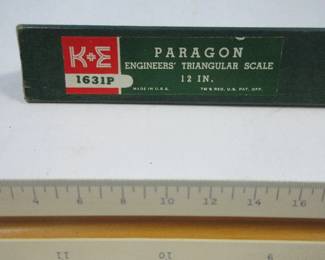 K+E
PARAGON
ENGINEERS' TRIANGULAR SCALE
1631P
12 IN.
MADE IN U.S.A. T'M'S REG. U.S. PAT. OFF.
4 6 8 10 12 14 16
11 10 9